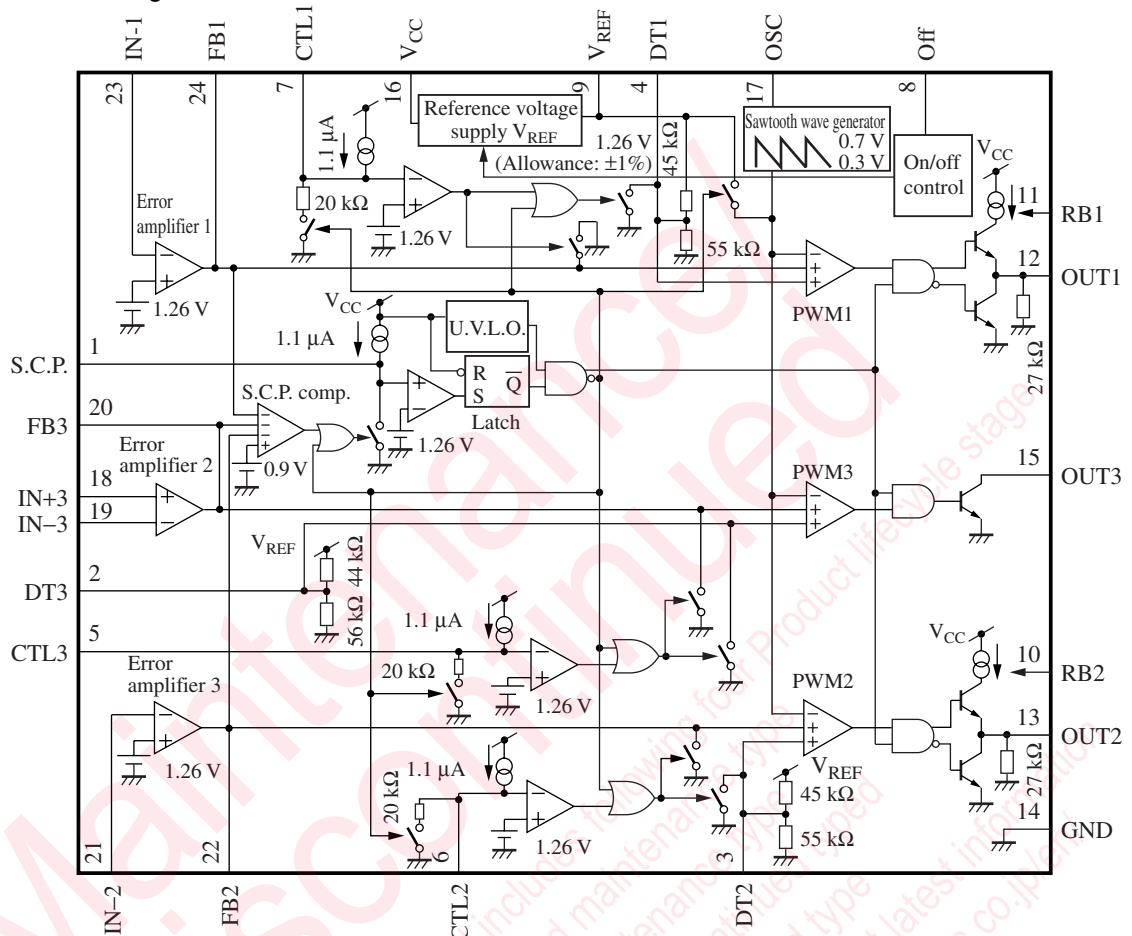 IN-1
FB1
CTL1
VCC
VREF
DT1
OSC
Off
23
24
7
16
9
4
17
8
Reference voltage
supply VREF
1.26 V
(Allowance: ±1%)
Sawtooth wave generator
0.7 V
0.3 V
On/off
control
VCC
11
RB1
1.1 µA
20 kΩ
1.26 V
45 kΩ
55 kΩ
Error
amplifier 1
1.26 V
PWM1
12
OUT1
27 kΩ
VCC
1.1 µA
U.V.L.O.
R
S
Q
Latch
1.26 V
1
S.C.P.
S.C.P. comp.
0.9 V
20
FB3
Error
amplifier 2
18
IN+3
IN−3
19
PWM3
15
OUT3
VREF
44 kΩ
56 kΩ
2
DT3
5
CTL3
1.1 µA
20 kΩ
1.26 V
Error
amplifier 3
1.26 V
PWM2
VCC
10
RB2
13
OUT2
27 kΩ
14
GND
1.1 µA
20 kΩ
1.26 V
VREF
45 kΩ
55 kΩ
21
22
6
3
IN-2
FB2
CTL2
DT2
Maintenance/
Discontinued